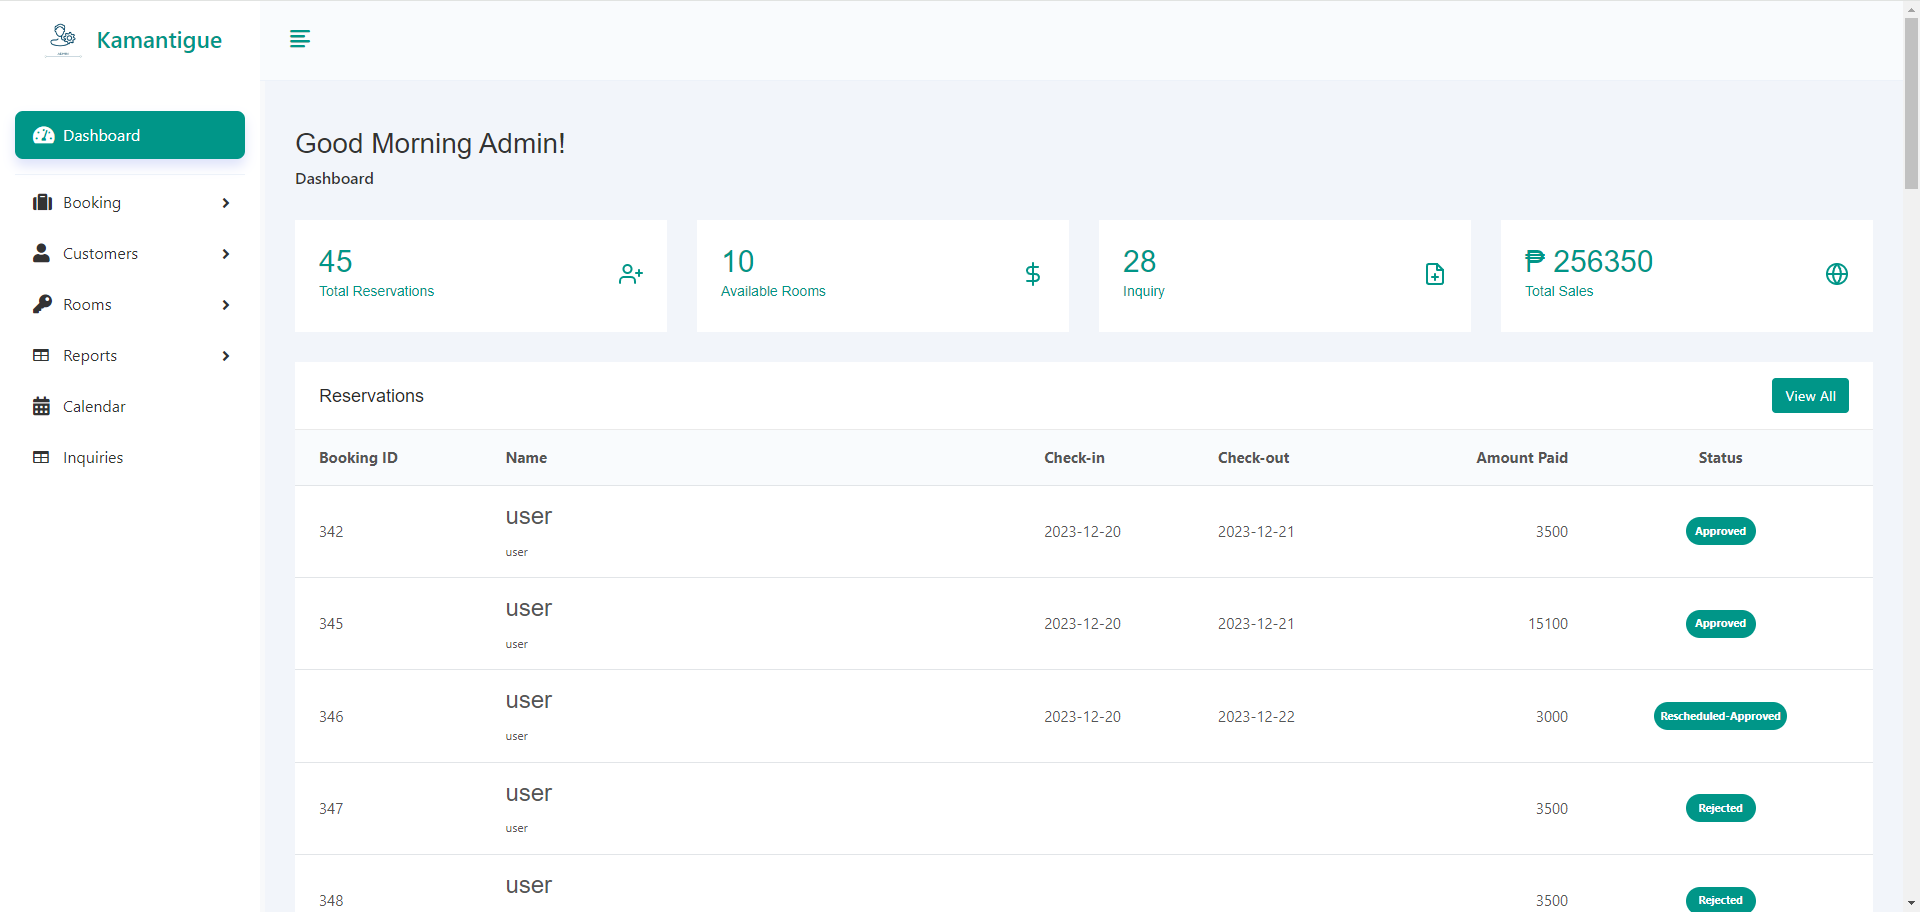 Kamantigue
Dashboard
Booking
Customers
Rooms
Reports
Calendar
Inquiries
Good Morning Admin!
Dashboard
45
Total Reservations
10
Available Rooms
28
Inquiry
₱ 256350
Total Sales
Reservations
View All
Booking ID Name Check-in Check-out Amount Paid Status
user
342 2023-12-20 2023-12-21 3500 Approved
user
user
345 2023-12-20 2023-12-21 15100 Approved
user
user
346 2023-12-20 2023-12-22 3000 Rescheduled-Approved
user
user
347 3500 Rejected
user
user
348 3500 Rejected